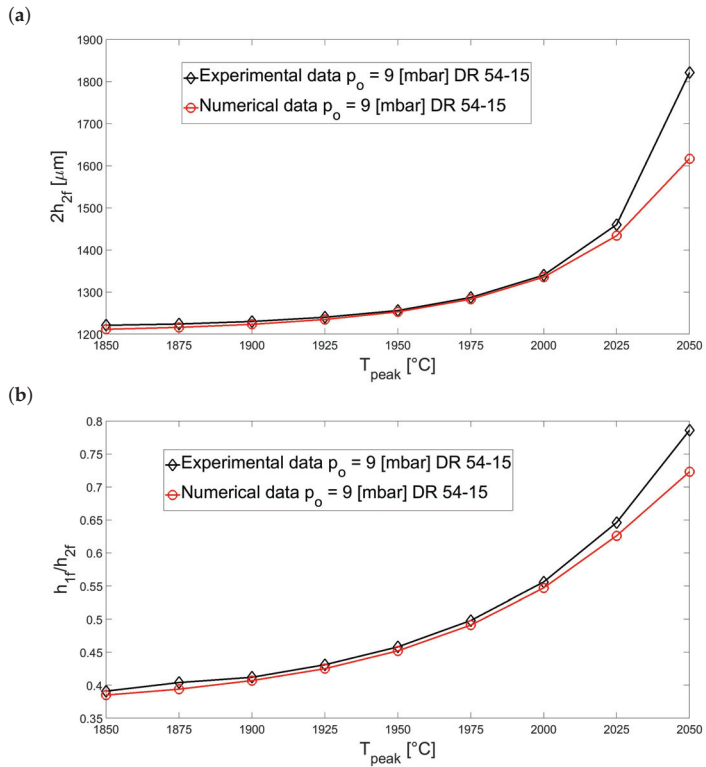 (a)
1900
1800
1700
1600
1500
1400
1300
1200
2h2f [μm]
Experimental data po = 9 [mbar] DR 54-15
Numerical data po = 9 [mbar] DR 54-15
1850 1875 1900 1925 1950 1975 2000 2025 2050
Tpeak [°C]
(b)
0.8
0.75
0.7
0.65
0.6
0.55
0.5
0.45
0.4
0.35
h1f/h2f
Experimental data po = 9 [mbar] DR 54-15
Numerical data po = 9 [mbar] DR 54-15
1850 1875 1900 1925 1950 1975 2000 2025 2050
Tpeak [°C]